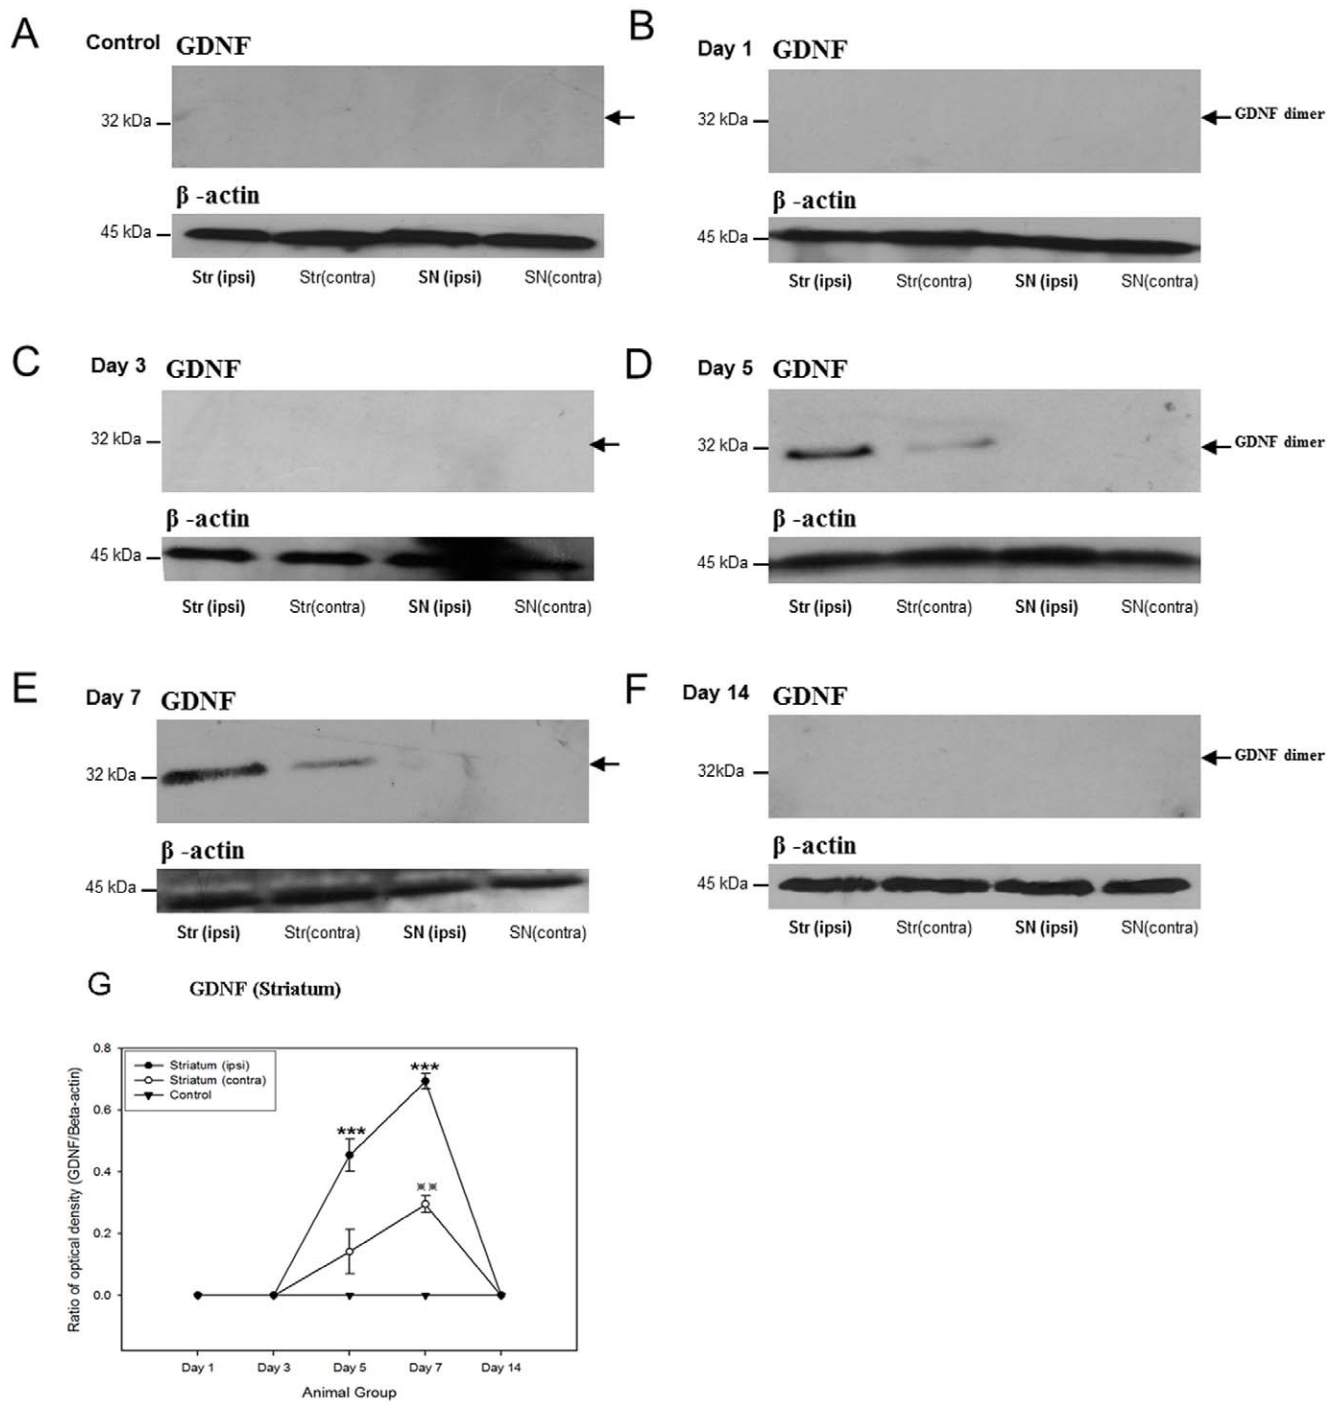 A
Control GDNF
32 kDa
β -actin
45 kDa
Str (ipsi) Str(contra) SN (ipsi) SN(contra)
B
Day 1 GDNF
32 kDa
GDNF dimer
β -actin
45 kDa
Str (ipsi) Str(contra) SN (ipsi) SN(contra)
C
Day 3 GDNF
32 kDa
β -actin
45 kDa
Str (ipsi) Str(contra) SN (ipsi) SN(contra)
D
Day 5 GDNF
32 kDa
GDNF dimer
β -actin
45 kDa
Str (ipsi) Str(contra) SN (ipsi) SN(contra)
E
Day 7 GDNF
32 kDa
β -actin
45 kDa
Str (ipsi) Str(contra) SN (ipsi) SN(contra)
F
Day 14 GDNF
32kDa
GDNF dimer
β -actin
45 kDa
Str (ipsi) Str(contra) SN (ipsi) SN(contra)
G
GDNF (Striatum)
Ratio of optical density (GDNF/Beta-actin)
0.8
0.6
0.4
0.2
0.0
Striatum (ipsi)
Striatum (contra)
Control
***
***
**
Day 1 Day 3 Day 5 Day 7 Day 14
Animal Group